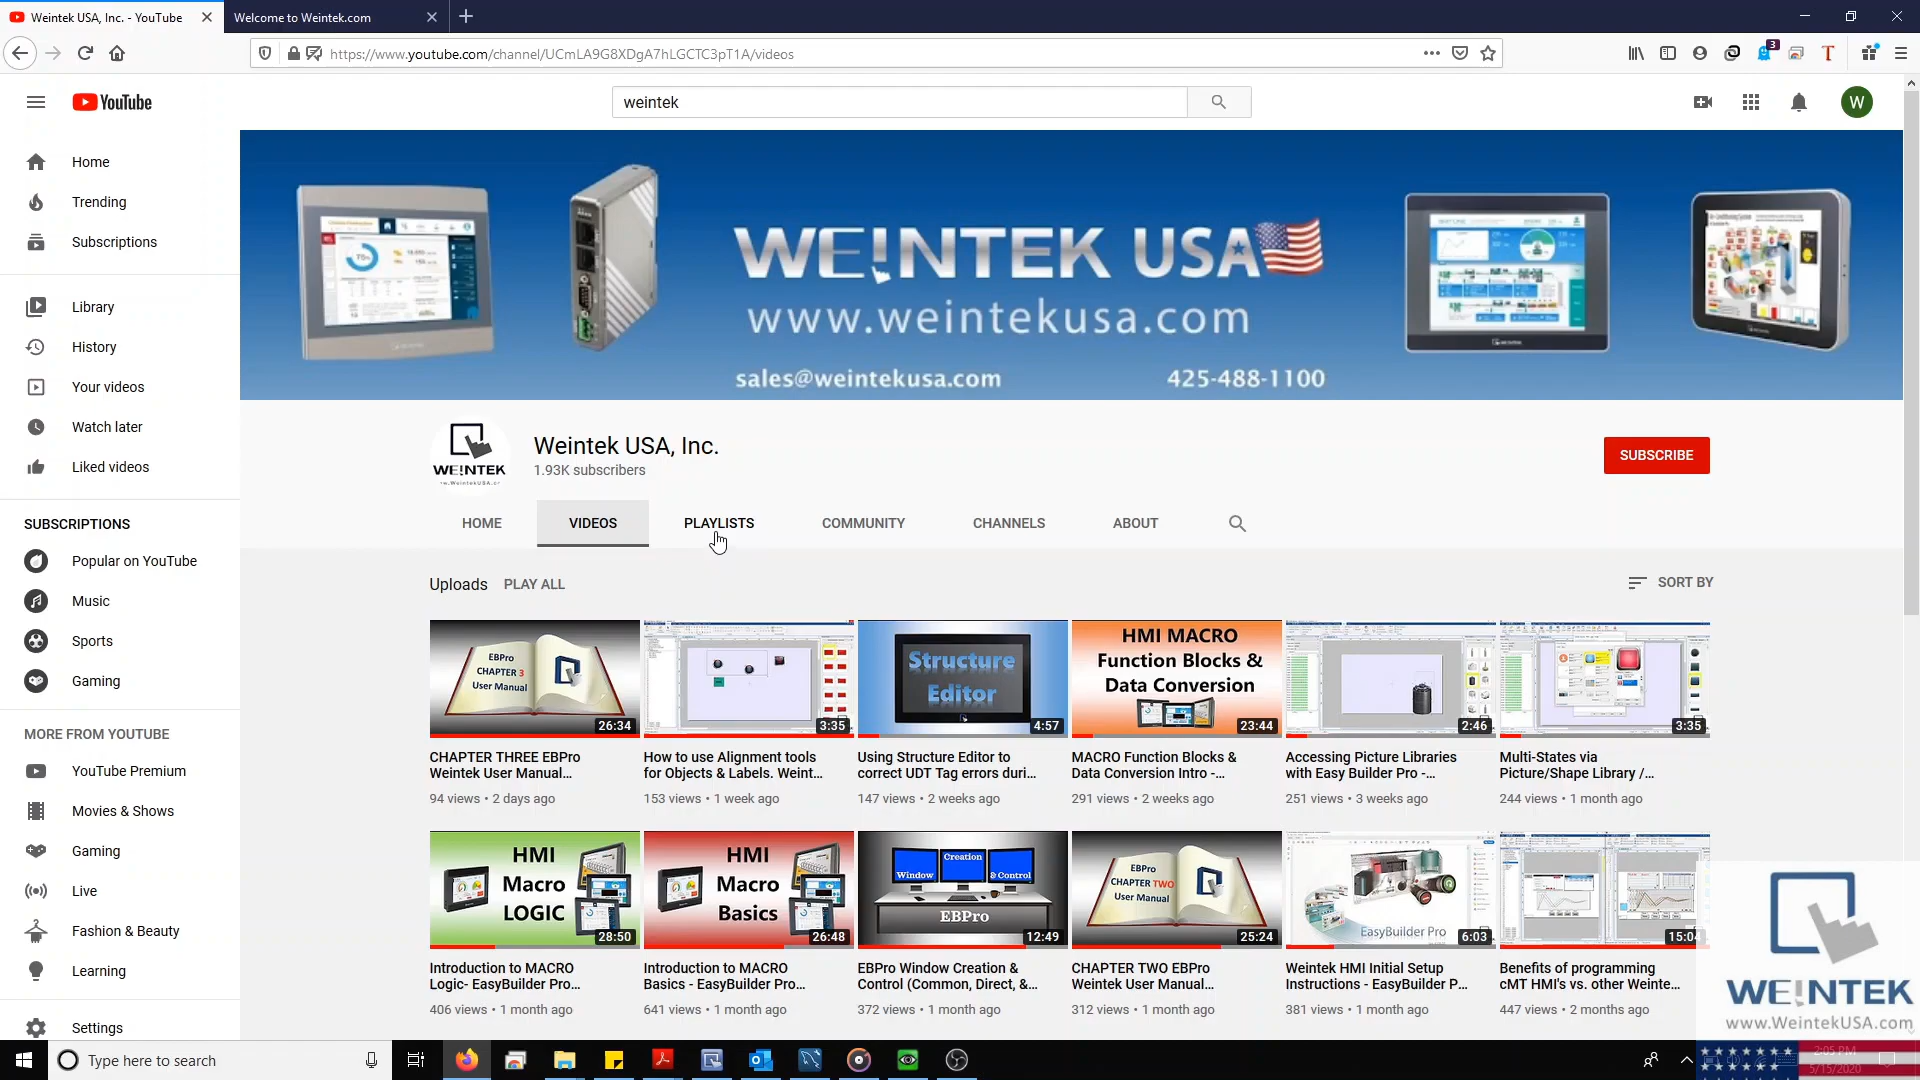 Weintek USA, Inc. - YouTube
Welcome to Weintek.com
https://www.youtube.com/channel/UCmLA9G8XDgA7hLGCTC3pT1A/videos
3
YouTube
weintek
W
Home
Trending
Subscriptions
Library
History
Your videos
Watch later
Liked videos
SUBSCRIPTIONS
Popular on YouTube
Music
Sports
Gaming
MORE FROM YOUTUBE
YouTube Premium
Movies & Shows
Gaming
Live
Fashion & Beauty
Learning
Settings
WE!NTEK USA
www.weintekusa.com
sales@weintekusa.com
425-488-1100
WE!NTEK
Weintek USA, Inc.
1.93K subscribers
SUBSCRIBE
HOME
VIDEOS
PLAYLISTS
COMMUNITY
CHANNELS
ABOUT
Uploads
PLAY ALL
SORT BY
EBPro
CHAPTER 3
User Manual
26:34
CHAPTER THREE EBPro
Weintek User Manual...
94 views • 2 days ago
3:35
How to use Alignment tools
for Objects & Labels. Weint...
153 views • 1 week ago
Structure
Editor
4:57
Using Structure Editor to
correct UDT Tag errors duri...
147 views • 2 weeks ago
HMI MACRO
Function Blocks &
Data Conversion
23:44
MACRO Function Blocks &
Data Conversion Intro -...
291 views • 2 weeks ago
2:46
Accessing Picture Libraries
with Easy Builder Pro -...
251 views • 3 weeks ago
3:35
Multi-States via
Picture/Shape Library /...
244 views • 1 month ago
HMI
Macro
LOGIC
28:50
Introduction to MACRO
Logic- EasyBuilder Pro...
406 views • 1 month ago
HMI
Macro
Basics
26:48
Introduction to MACRO
Basics - EasyBuilder Pro...
641 views • 1 month ago
Window
Creation
& Control
EBPro
12:49
EBPro Window Creation &
Control (Common, Direct, &...
372 views • 1 month ago
EBPro
CHAPTER TWO
User Manual
25:24
CHAPTER TWO EBPro
Weintek User Manual...
312 views • 1 month ago
EasyBuilder Pro
6:03
Weintek HMI Initial Setup
Instructions - EasyBuilder P...
381 views • 1 month ago
15:04
Benefits of programming
cMT HMI's vs. other Weinte...
447 views • 2 months ago
WE!NTEK
www.WeintekUSA.com
Type here to search
2:05 PM
5/15/2020